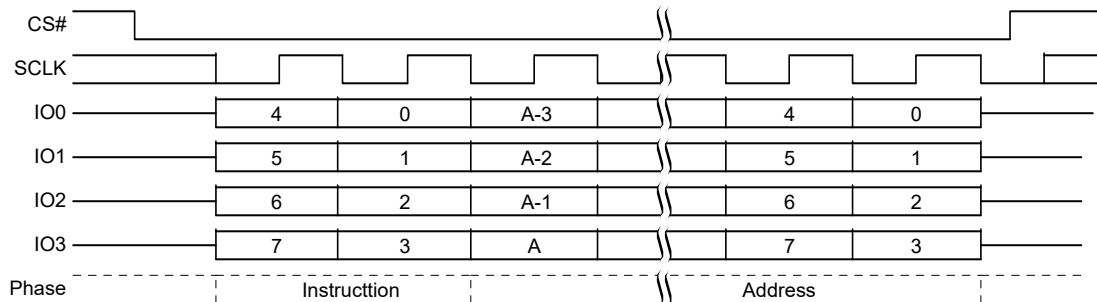 CS#
SCLK
IO0 4 0 A-3 4 0
IO1 5 1 A-2 5 1
IO2 6 2 A-1 6 2
IO3 7 3 A 7 3
Phase Instructtion Address